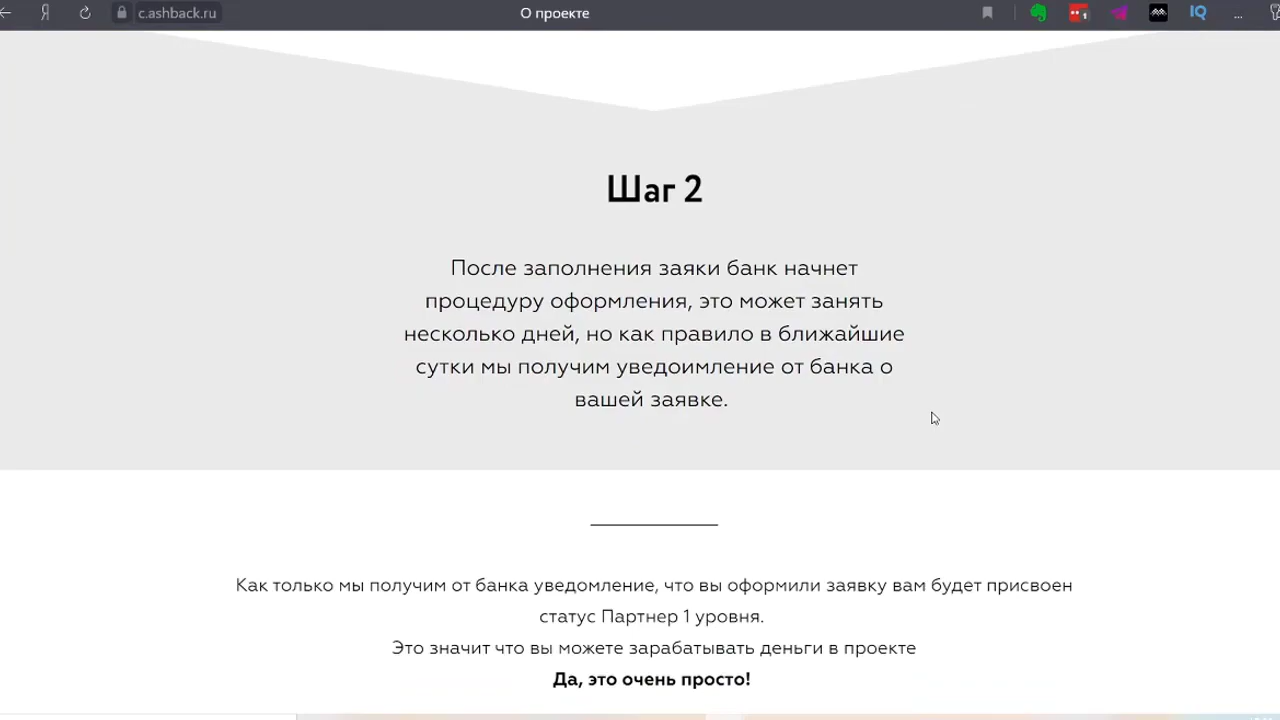 Я
c.ashback.ru
О проекте
1
IQ
...
Шаг 2
После заполнения заяки банк начнет
процедуру оформления, это может занять
несколько дней, но как правило в ближайшие
сутки мы получим уведоимление от банка о
вашей заявке.
Как только мы получим от банка уведомление, что вы оформили заявку вам будет присвоен
статус Партнер 1 уровня.
Это значит что вы можете зарабатывать деньги в проекте
Да, это очень просто!